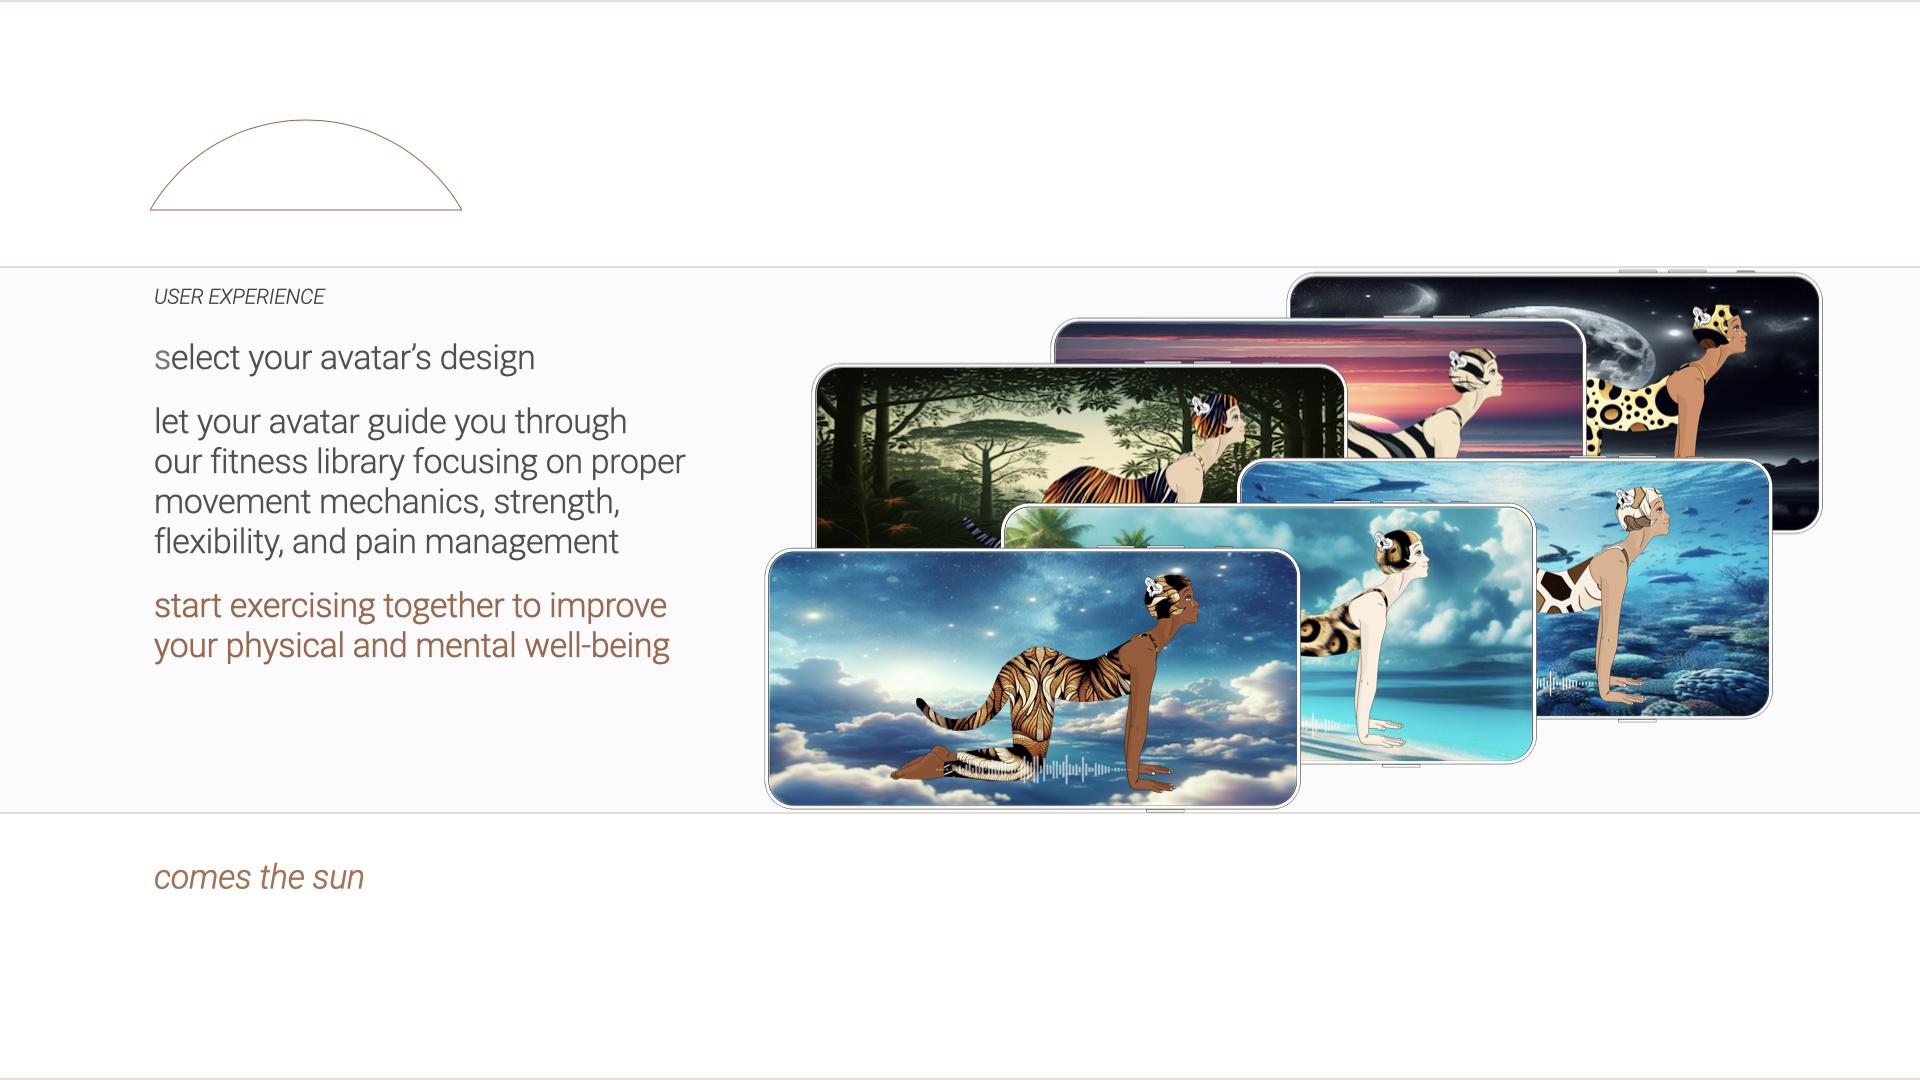 USER EXPERIENCE
select your avatar’s design
let your avatar guide you through
our fitness library focusing on proper
movement mechanics, strength,
flexibility, and pain management
start exercising together to improve
your physical and mental well-being
comes the sun